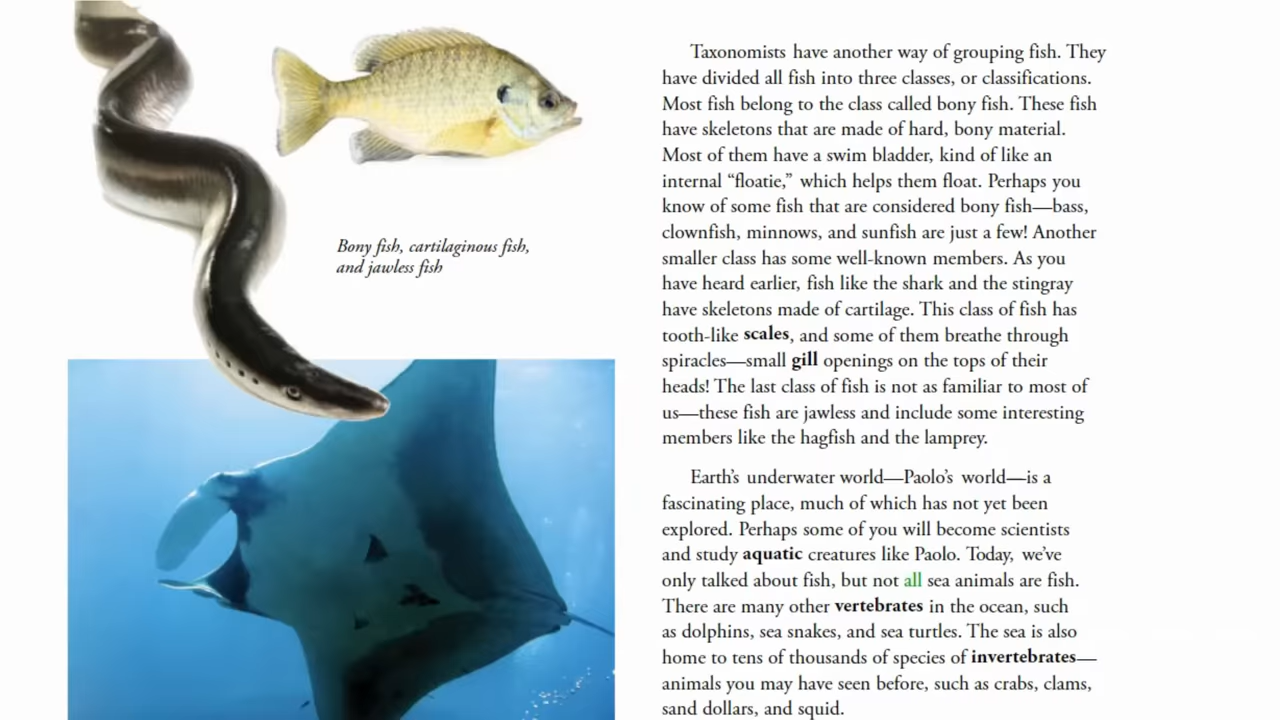 Bony fish, cartilaginous fish,
and jawless fish
Taxonomists have another way of grouping fish. They
have divided all fish into three classes, or classifications.
Most fish belong to the class called bony fish. These fish
have skeletons that are made of hard, bony material.
Most of them have a swim bladder, kind of like an
internal “floatie,” which helps them float. Perhaps you
know of some fish that are considered bony fish—bass,
clownfish, minnows, and sunfish are just a few! Another
smaller class has some well-known members. As you
have heard earlier, fish like the shark and the stingray
have skeletons made of cartilage. This class of fish has
tooth-like scales, and some of them breathe through
spiracles—small gill openings on the tops of their
heads! The last class of fish is not as familiar to most of
us—these fish are jawless and include some interesting
members like the hagfish and the lamprey.
Earth’s underwater world—Paolo’s world—is a
fascinating place, much of which has not yet been
explored. Perhaps some of you will become scientists
and study aquatic creatures like Paolo. Today, we’ve
only talked about fish, but not all sea animals are fish.
There are many other vertebrates in the ocean, such
as dolphins, sea snakes, and sea turtles. The sea is also
home to tens of thousands of species of invertebrates—
animals you may have seen before, such as crabs, clams,
sand dollars, and squid.